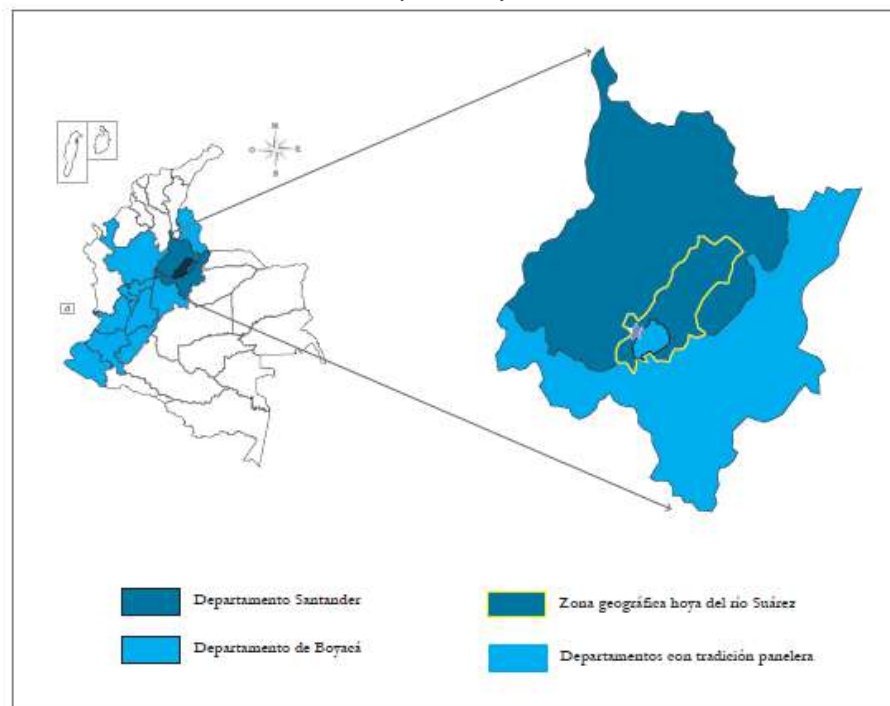 N
O E
S
Departamento Santander
Zona geográfica hoya del río Suárez
Departamento de Boyacá
Departamentos con tradición panelera